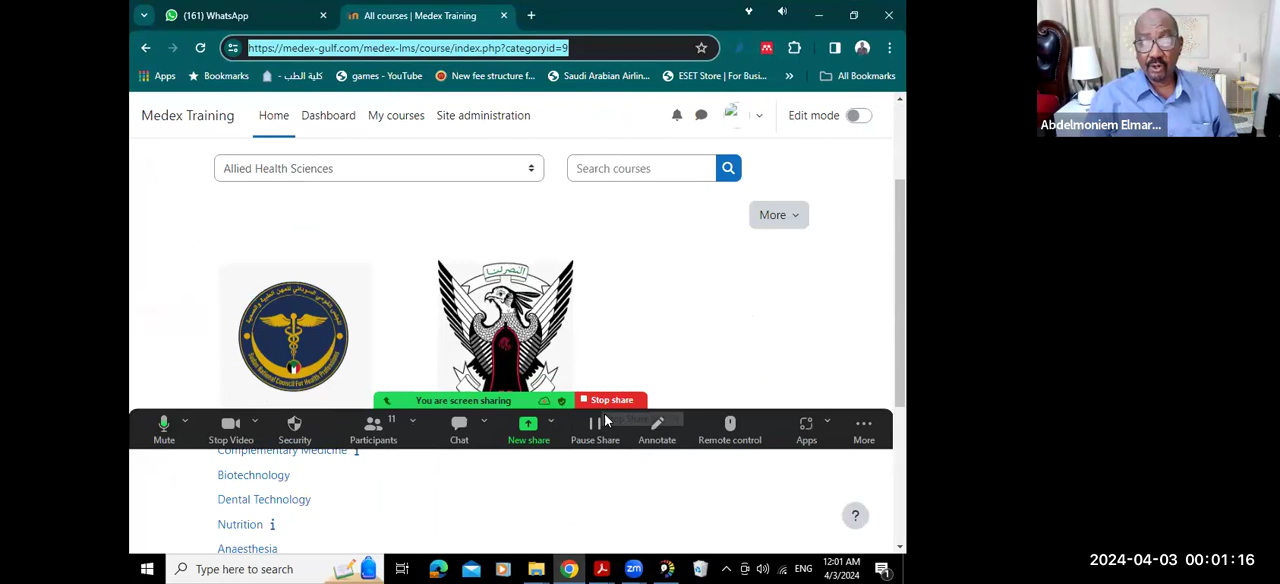 (161) WhatsApp
All courses | Medex Training
https://medex-gulf.com/medex-lms/course/index.php?categoryid=9
Apps
Bookmarks
كلية الطب -
games - YouTube
New fee structure f...
Saudi Arabian Airlin...
ESET Store | For Busi...
»
All Bookmarks
Medex Training
Home
Dashboard
My courses
Site administration
Edit mode
Abdelmoniem Elmar...
Allied Health Sciences
Search courses
More
النصر لنا
You are screen sharing
Stop share
11
Mute
Stop Video
Security
Participants
Chat
New share
Pause Share
Annotate
Remote control
Apps
More
Complementary Medicine i
Biotechnology
Dental Technology
Nutrition i
Anaesthesia
?
Type here to search
ENG
12:01 AM
4/3/2024
1
2024-04-03 00:01:16